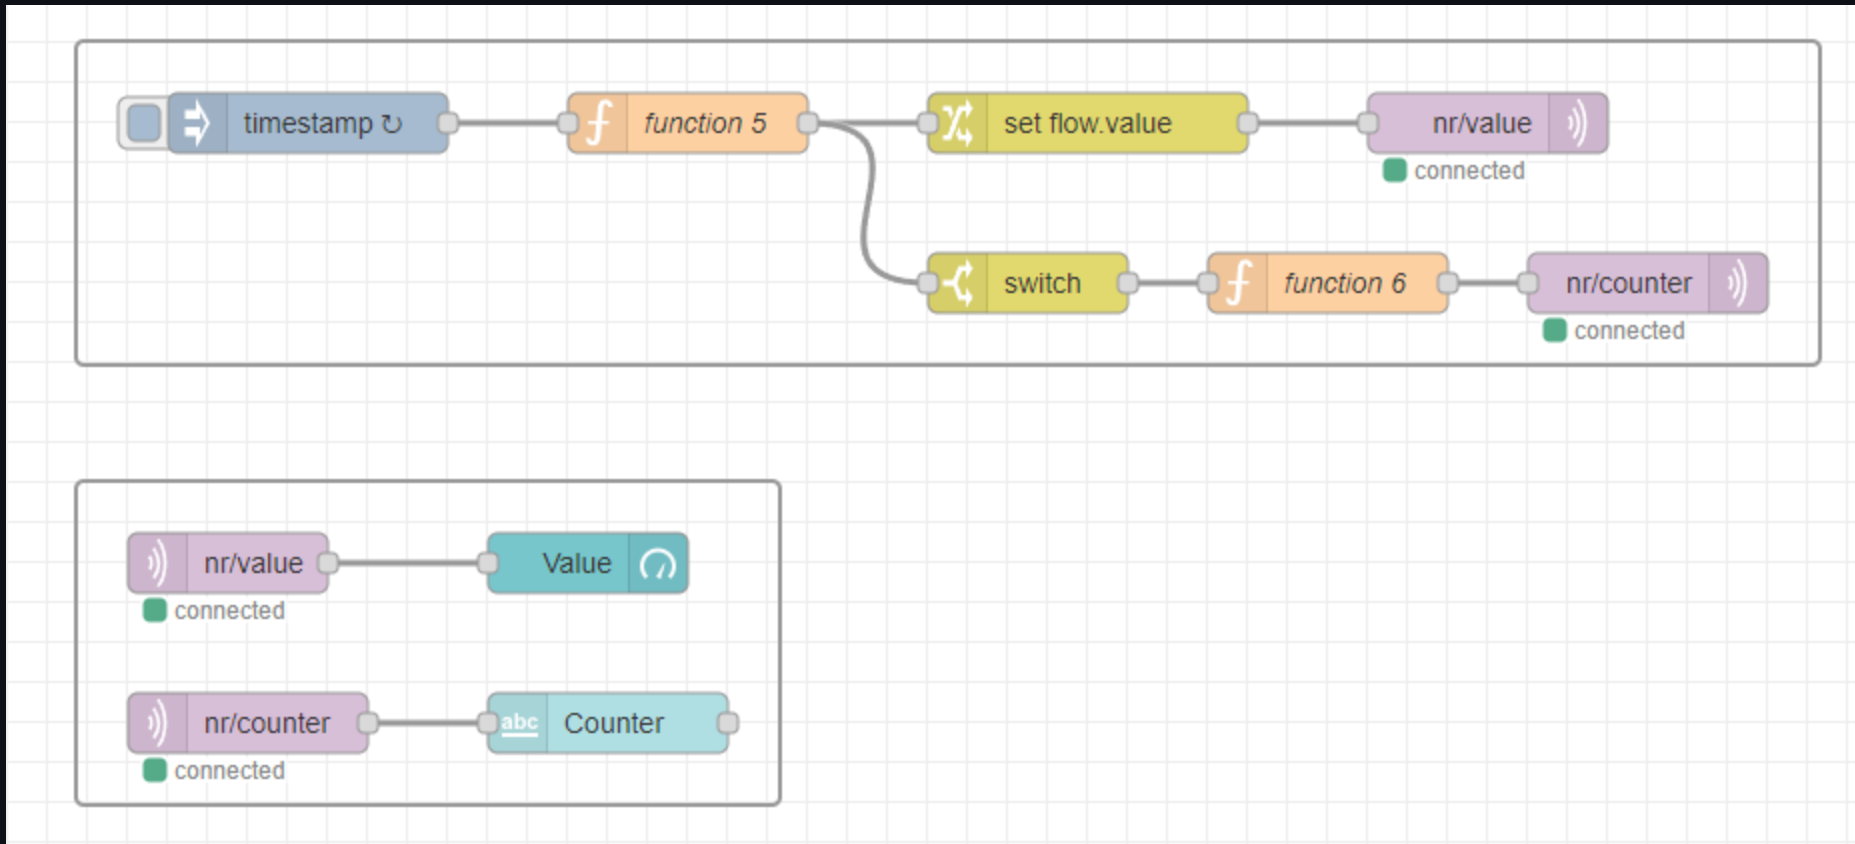 timestamp ↻
function 5
set flow.value
nr/value
connected
switch
function 6
nr/counter
connected
nr/value
Value
connected
nr/counter
abc
Counter
connected